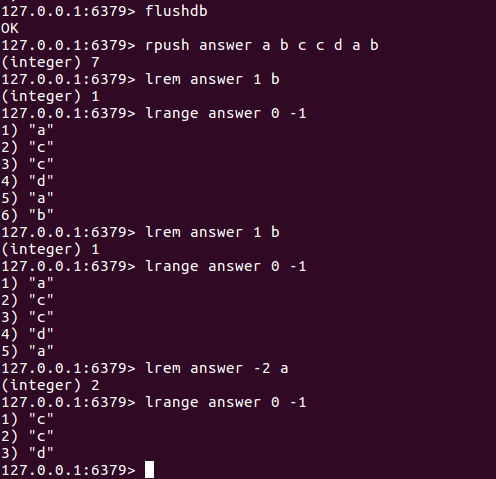 127.0.0.1:6379> flushdb
OK
127.0.0.1:6379> rpush answer a b c c d a b
(integer) 7
127.0.0.1:6379> lrem answer 1 b
(integer) 1
127.0.0.1:6379> lrange answer 0 -1
1) "a"
2) "c"
3) "c"
4) "d"
5) "a"
6) "b"
127.0.0.1:6379> lrem answer 1 b
(integer) 1
127.0.0.1:6379> lrange answer 0 -1
1) "a"
2) "c"
3) "c"
4) "d"
5) "a"
127.0.0.1:6379> lrem answer -2 a
(integer) 2
127.0.0.1:6379> lrange answer 0 -1
1) "c"
2) "c"
3) "d"
127.0.0.1:6379>